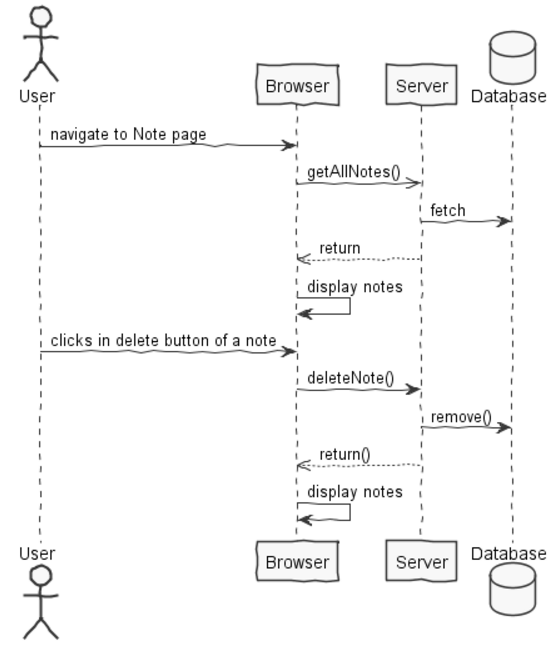 User
Browser
Server
Database
navigate to Note page
getAllNotes()
fetch
return
display notes
clicks in delete button of a note
deleteNote()
remove()
return()
display notes
User
Browser
Server
Database